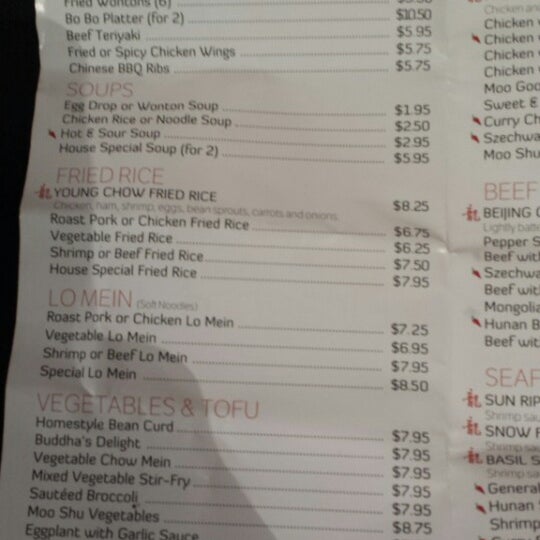 Fried Wontons (6)
Bo Bo Platter (for 2) $10.50
Beef Teriyaki $5.95
Fried or Spicy Chicken Wings $5.75
Chinese BBQ Ribs $5.75
SOUPS
Egg Drop or Wonton Soup $1.95
Chicken Rice or Noodle Soup $2.50
Hot & Sour Soup $2.95
House Special Soup (for 2) $5.95
FRIED RICE
YOUNG CHOW FRIED RICE $8.25
Chicken, ham, shrimp, eggs, bean sprouts, carrots and onions
Roast Pork or Chicken Fried Rice $6.75
Vegetable Fried Rice $6.25
Shrimp or Beef Fried Rice $7.50
House Special Fried Rice $7.95
LO MEIN (Soft Noodles)
Roast Pork or Chicken Lo Mein $7.25
Vegetable Lo Mein $6.95
Shrimp or Beef Lo Mein $7.95
Special Lo Mein $8.50
VEGETABLES & TOFU
Homestyle Bean Curd $7.95
Buddha's Delight $7.95
Vegetable Chow Mein $7.95
Mixed Vegetable Stir-Fry $7.95
Sautéed Broccoli $7.95
Moo Shu Vegetables $8.75
Eggplant with Garlic Sauce
Chicken and
Chicken
Chicken
Chicken
Chicken
Moo Goo
Sweet &
Curry Ch
Szechwa
Moo Shu
BEEF
BEIJING
Lightly batt
Pepper S
Beef wit
Szechwa
Beef wit
Mongolia
Hunan B
Beef wit
SEAF
SUN RIP
Shrimp sau
SNOW
Shrimp sau
BASIL S
Shrimp sa
General
Hunan
Shrimp